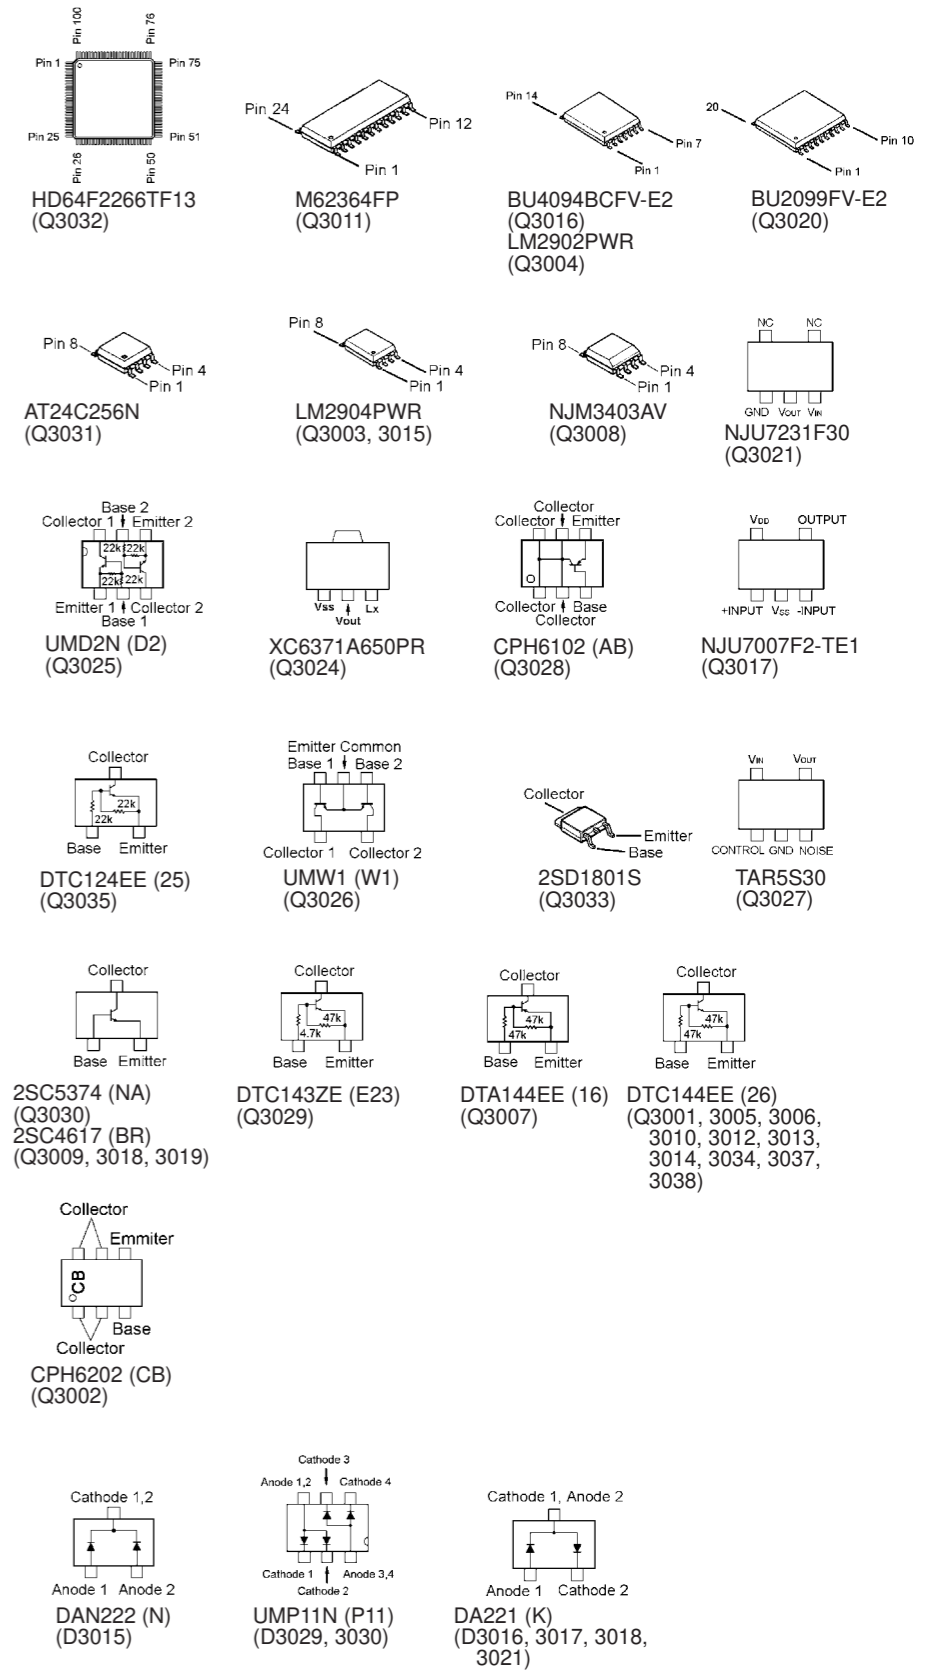 Pin 100
Pin 76
Pin 1
Pin 75
Pin 25
Pin 51
Pin 26
Pin 50
HD64F2266TF13
(Q3032)
Pin 24
Pin 12
Pin 1
M62364FP
(Q3011)
Pin 14
Pin 7
Pin 1
BU4094BCFV-E2
(Q3016)
LM2902PWR
(Q3004)
20
Pin 10
Pin 1
BU2099FV-E2
(Q3020)
Pin 8
Pin 4
Pin 1
AT24C256N
(Q3031)
Pin 8
Pin 4
Pin 1
LM2904PWR
(Q3003, 3015)
Pin 8
Pin 4
Pin 1
NJM3403AV
(Q3008)
NC NC
GND VOUT VIN
NJU7231F30
(Q3021)
Base 2
Collector 1 Emitter 2
22k 22k
22k 22k
Emitter 1 Collector 2
Base 1
UMD2N (D2)
(Q3025)
Vss Lx
Vout
XC6371A650PR
(Q3024)
Collector
Collector Emitter
Collector Base
Collector
CPH6102 (AB)
(Q3028)
VDD OUTPUT
+INPUT VSS -INPUT
NJU7007F2-TE1
(Q3017)
Collector
22k
22k
Base Emitter
DTC124EE (25)
(Q3035)
Emitter Common
Base 1 Base 2
Collector 1 Collector 2
UMW1 (W1)
(Q3026)
Collector
Emitter
Base
2SD1801S
(Q3033)
VIN VOUT
CONTROL GND NOISE
TAR5S30
(Q3027)
Collector
Base Emitter
2SC5374 (NA)
(Q3030)
2SC4617 (BR)
(Q3009, 3018, 3019)
Collector
47k
4.7k
Base Emitter
DTC143ZE (E23)
(Q3029)
Collector
47k
47k
Base Emitter
DTA144EE (16)
(Q3007)
Collector
47k
47k
Base Emitter
DTC144EE (26)
(Q3001, 3005, 3006,
3010, 3012, 3013,
3014, 3034, 3037,
3038)
Collector
Emmiter
CB
Base
Collector
CPH6202 (CB)
(Q3002)
Cathode 1,2
Anode 1 Anode 2
DAN222 (N)
(D3015)
Cathode 3
Anode 1,2 Cathode 4
Cathode 1 Anode 3,4
Cathode 2
UMP11N (P11)
(D3029, 3030)
Cathode 1, Anode 2
Anode 1 Cathode 2
DA221 (K)
(D3016, 3017, 3018,
3021)